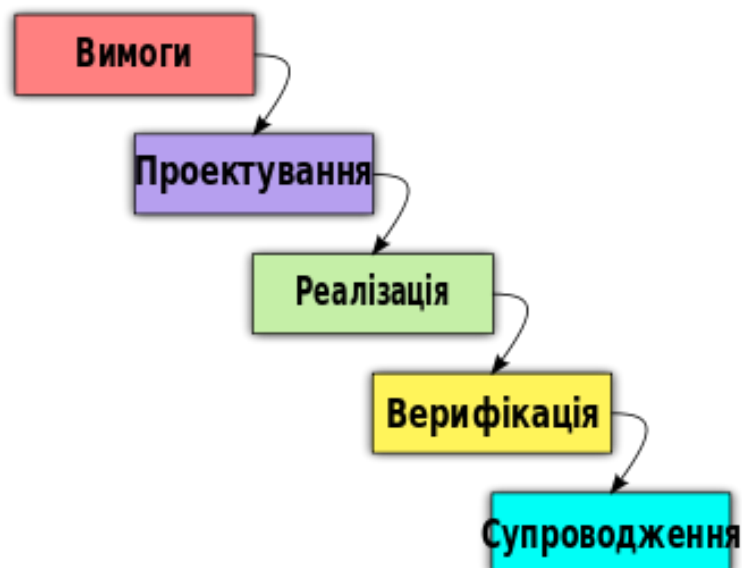 Вимоги
Проектування
Реалізація
Верифікація
Супроводження